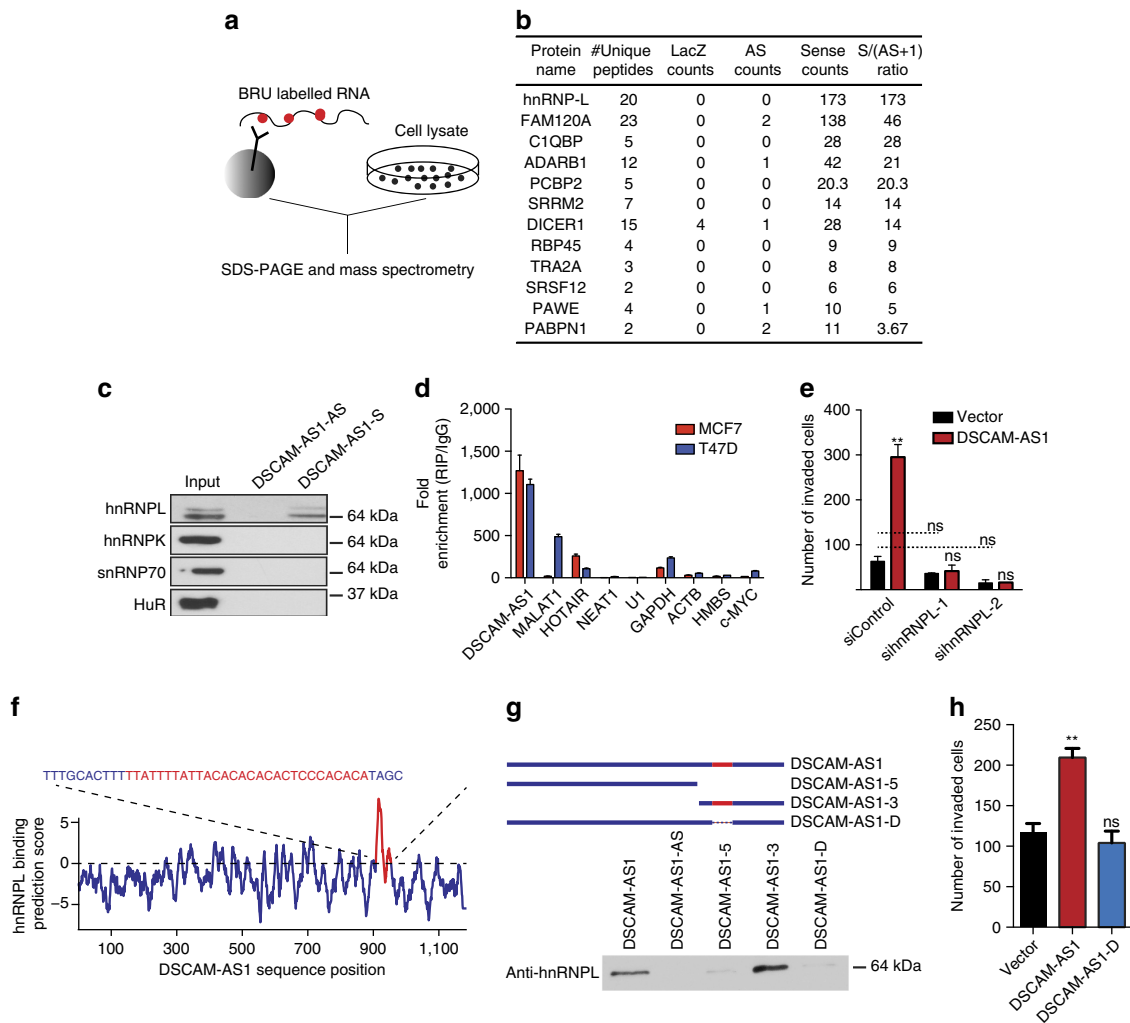 a
BRU labelled RNA
Cell lysate
SDS-PAGE and mass spectrometry
b
Protein name #Unique peptides LacZ counts AS counts Sense counts S/(AS+1) ratio
hnRNP-L 20 0 0 173 173
FAM120A 23 0 2 138 46
C1QBP 5 0 0 28 28
ADARB1 12 0 1 42 21
PCBP2 5 0 0 20.3 20.3
SRRM2 7 0 0 14 14
DICER1 15 4 1 28 14
RBP45 4 0 0 9 9
TRA2A 3 0 0 8 8
SRSF12 2 0 0 6 6
PAWE 4 0 1 10 5
PABPN1 2 0 2 11 3.67
c
Input DSCAM-AS1-AS DSCAM-AS1-S
hnRNPL 64 kDa
hnRNPK 64 kDa
snRNP70 64 kDa
HuR 37 kDa
d
Fold enrichment (RIP/IgG)
2,000
1,500
1,000
500
0
MCF7
T47D
DSCAM-AS1 MALAT1 HOTAIR NEAT1 U1 GAPDH ACTB HMBS c-MYC
e
Number of invaded cells
400
300
200
100
Vector
DSCAM-AS1
**
ns
ns
ns
ns
siControl sihnRNPL-1 sihnRNPL-2
f
TTTGCACTTTTTATTTTATTACACACACACTCCCACACATAGC
hnRNPL binding prediction score
5
0
−5
100 300 500 700 900 1,100
DSCAM-AS1 sequence position
g
DSCAM-AS1
DSCAM-AS1-5
DSCAM-AS1-3
DSCAM-AS1-D
DSCAM-AS1 DSCAM-AS1-AS DSCAM-AS1-5 DSCAM-AS1-3 DSCAM-AS1-D
Anti-hnRNPL 64 kDa
h
Number of invaded cells
250
200
150
100
50
0
**
ns
Vector DSCAM-AS1 DSCAM-AS1-D